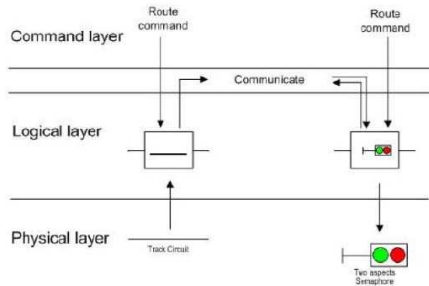 Route
command
Route
command
Command layer
Communicate
Logical layer
Physical layer
Track Circuit
Two aspects
Semaphore